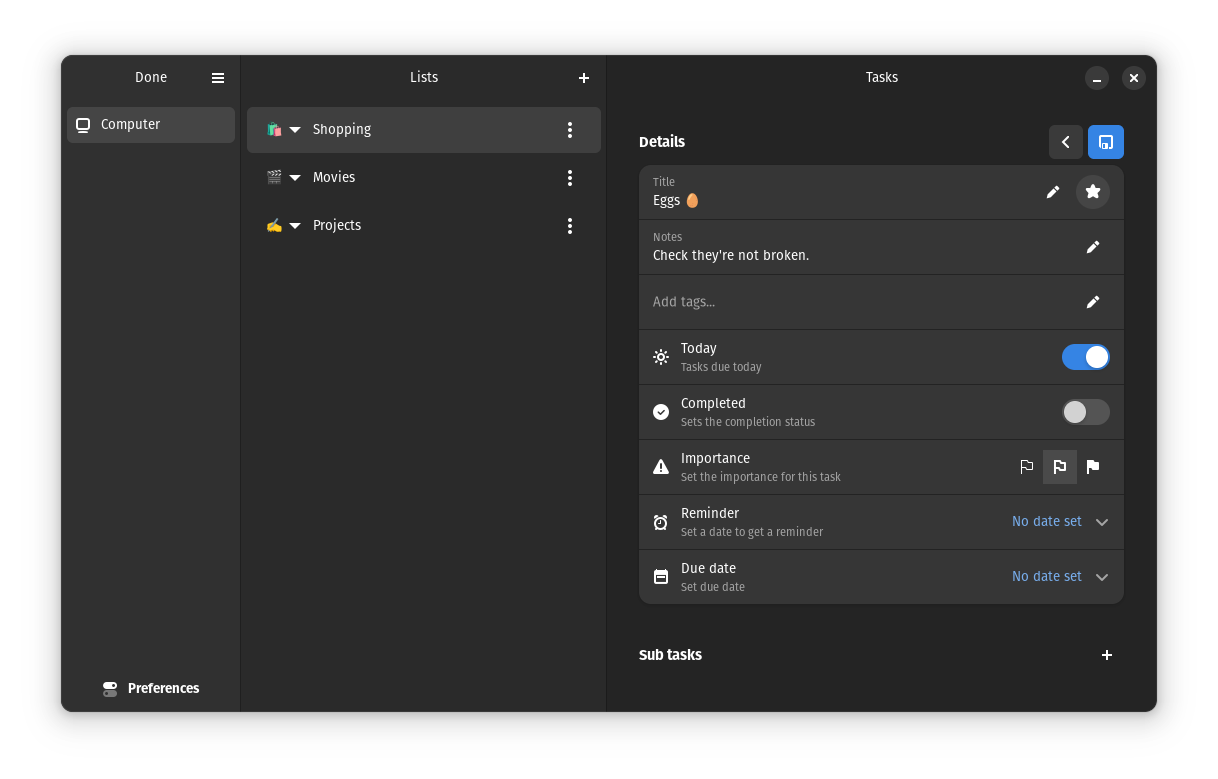 Done
Lists
Tasks
Computer
Shopping
Movies
Projects
Preferences
Details
Title
Eggs 🥚
Notes
Check they're not broken.
Add tags...
Today
Tasks due today
Completed
Sets the completion status
Importance
Set the importance for this task
Reminder
Set a date to get a reminder
No date set
Due date
Set due date
No date set
Sub tasks